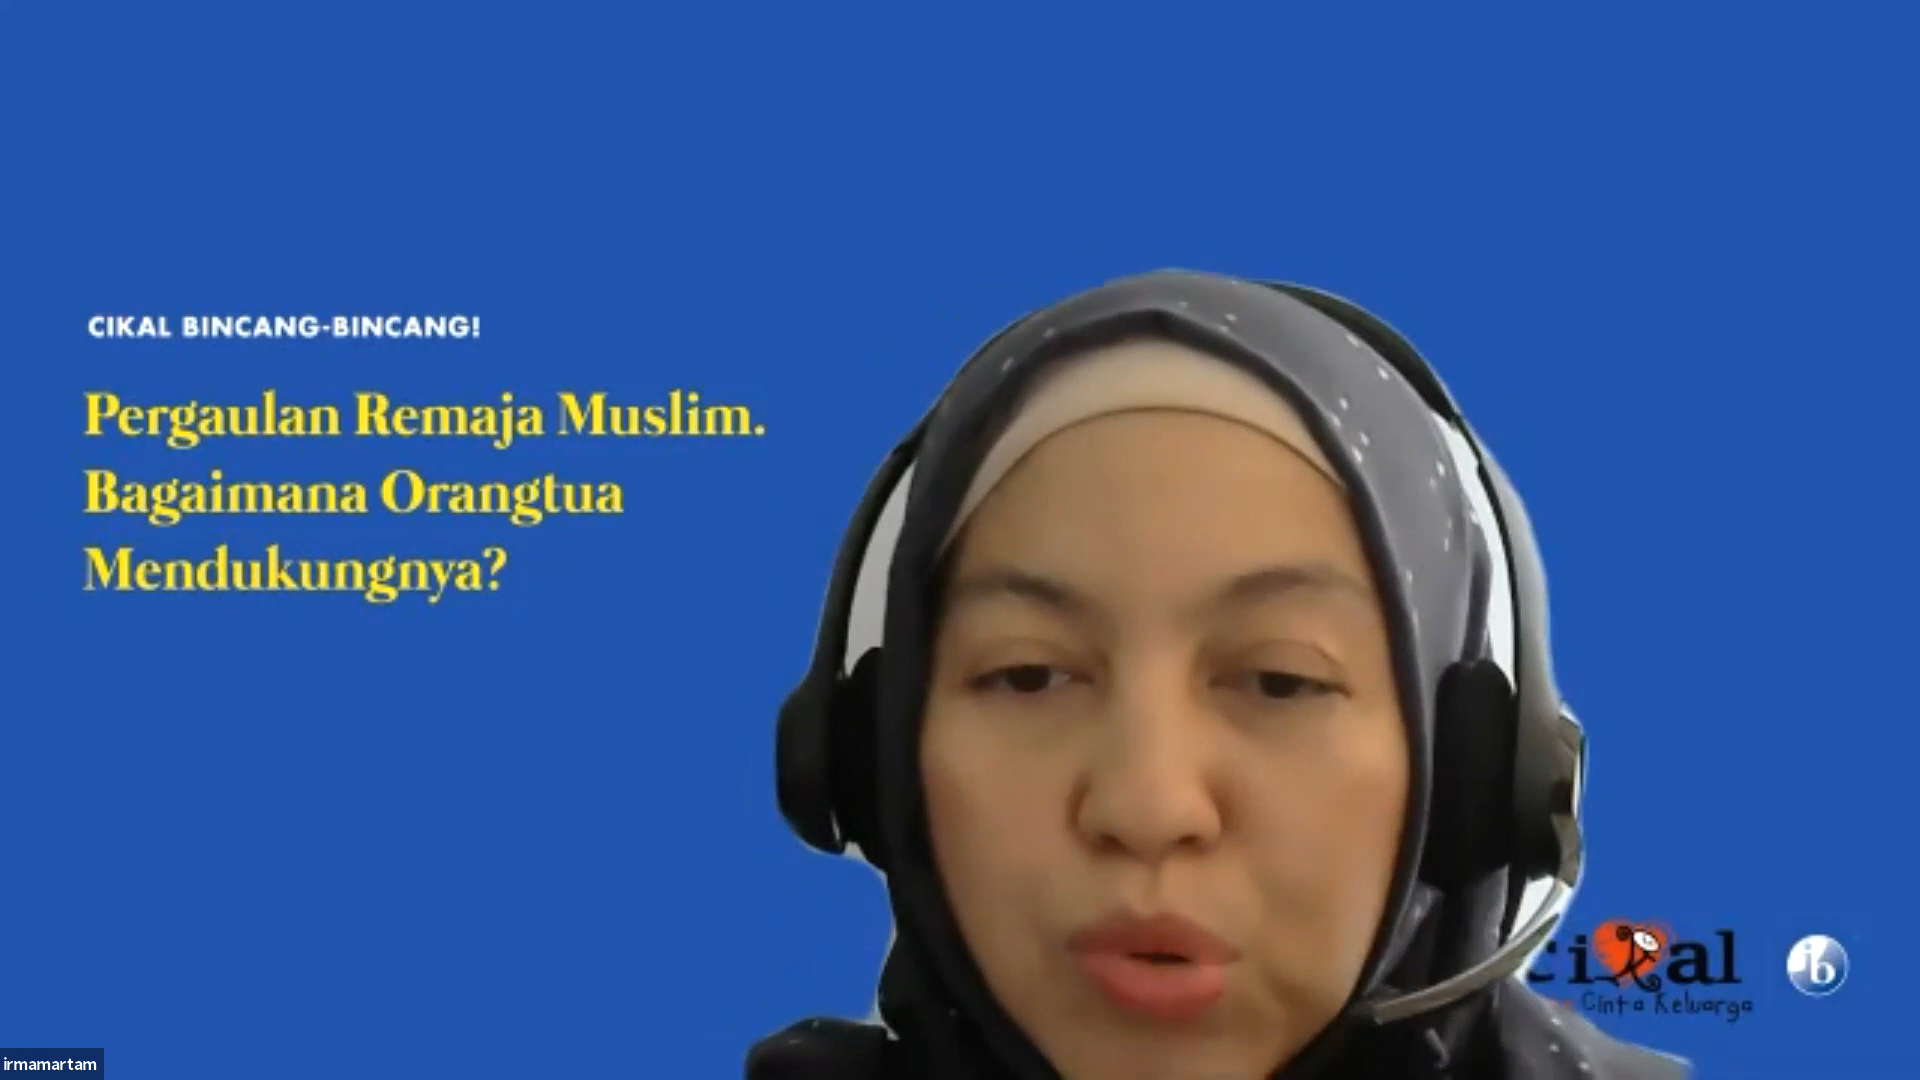 CIKAL BINCANG-BINCANG!
Pergaulan Remaja Muslim.
Bagaimana Orangtua
Mendukungnya?
cikal
Cinta Keluarga
ib
irmamartam